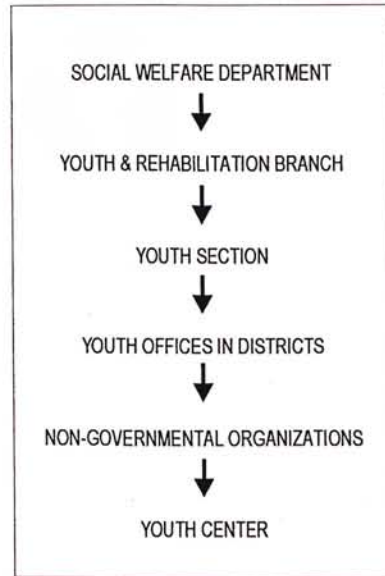 SOCIAL WELFARE DEPARTMENT
YOUTH & REHABILITATION BRANCH
YOUTH SECTION
YOUTH OFFICES IN DISTRICTS
NON-GOVERNMENTAL ORGANIZATIONS
YOUTH CENTER